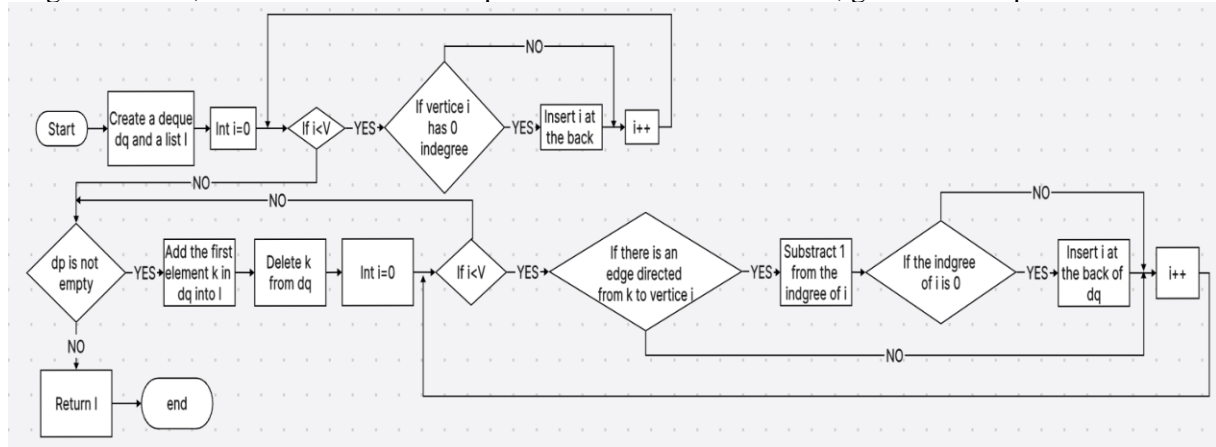 Start
Create a deque
dq and a list l
Int i=0
If i<V
YES
If vertice i
has 0
indegree
NO
YES
Insert i at
the back
i++
NO
NO
dp is not
empty
YES
Add the first
element k in
dq into l
Delete k
from dq
Int i=0
If i<V
YES
If there is an
edge directed
from k to vertice i
YES
Substract 1
from the
indgree of i
If the indgree
of i is 0
NO
YES
Insert i at
the back of
dq
i++
NO
NO
Return l
end